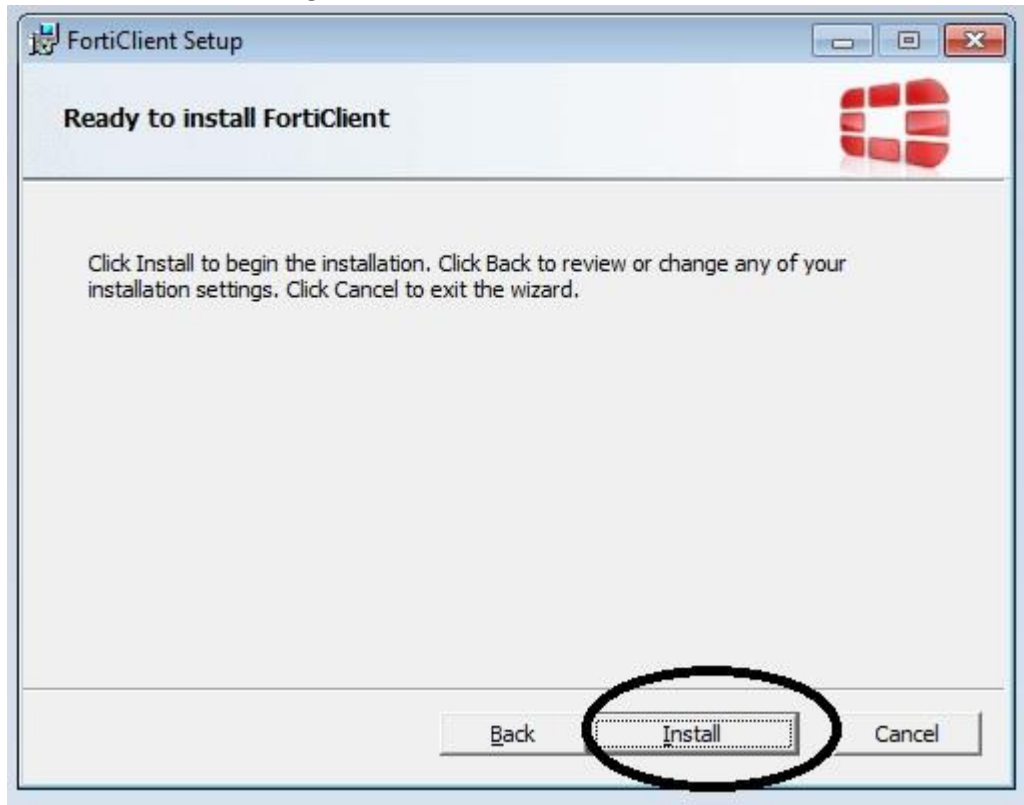 FortiClient Setup
Ready to install FortiClient
Click Install to begin the installation. Click Back to review or change any of your
installation settings. Click Cancel to exit the wizard.
Back
Install
Cancel